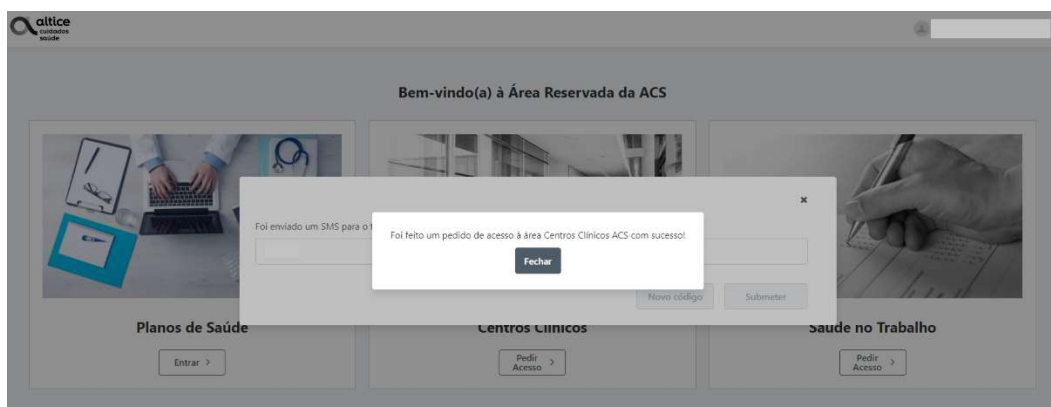 altice
cuidados
saúde
Bem-vindo(a) à Área Reservada da ACS
Foi enviado um SMS para o
Foi feito um pedido de acesso à área Centros Clínicos ACS com sucesso!
Fechar
Novo código
Submeter
Planos de Saúde
Centros Clínicos
Saúde no Trabalho
Entrar >
Pedir
Acesso >
Pedir
Acesso >